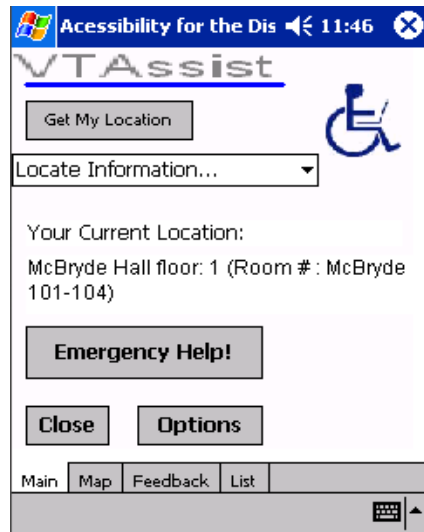 Acessibility for the Dis 11:46
VTAssist
Get My Location
Locate Information...
Your Current Location:
McBryde Hall floor: 1 (Room # : McBryde
101-104)
Emergency Help!
Close Options
Main Map Feedback List